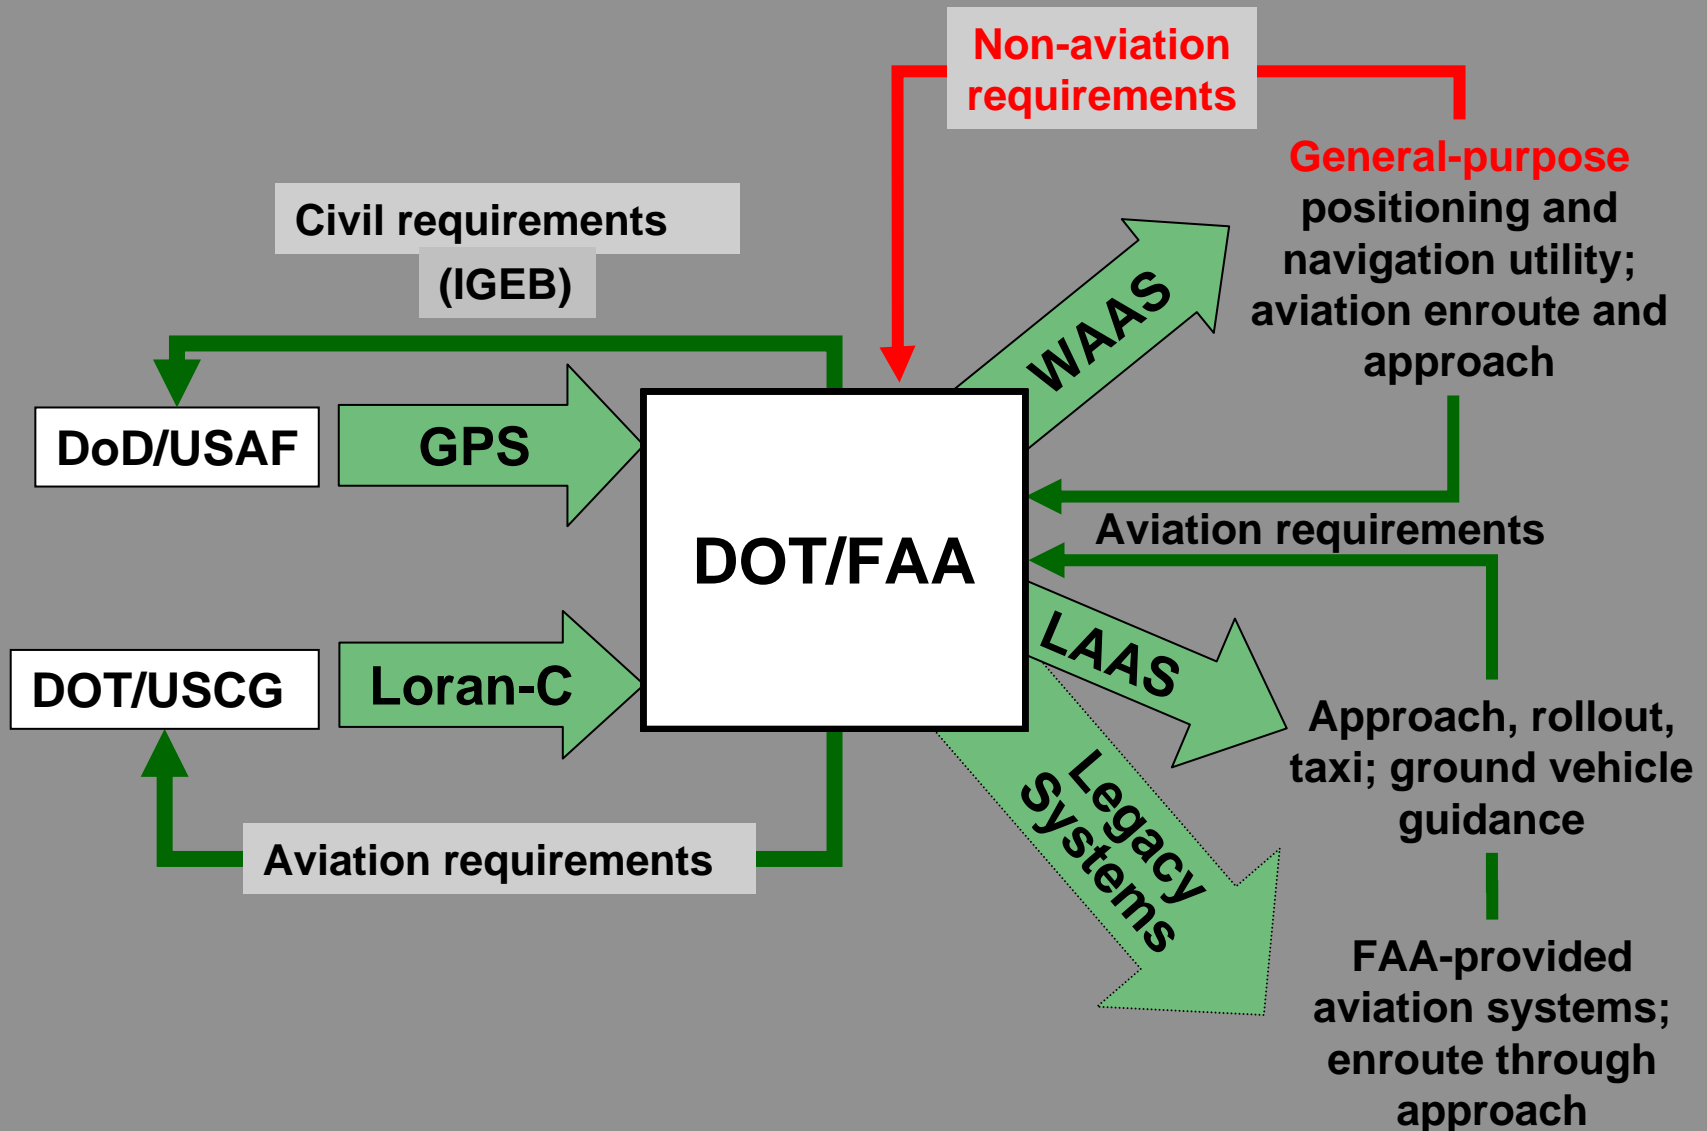 Non-aviation
requirements
General-purpose
positioning and
navigation utility;
aviation enroute and
approach
Civil requirements
(IGEB)
WAAS
DoD/USAF
GPS
DOT/FAA
Aviation requirements
LAAS
DOT/USCG
Loran-C
Approach, rollout,
taxi; ground vehicle
guidance
Legacy
Systems
Aviation requirements
FAA-provided
aviation systems;
enroute through
approach